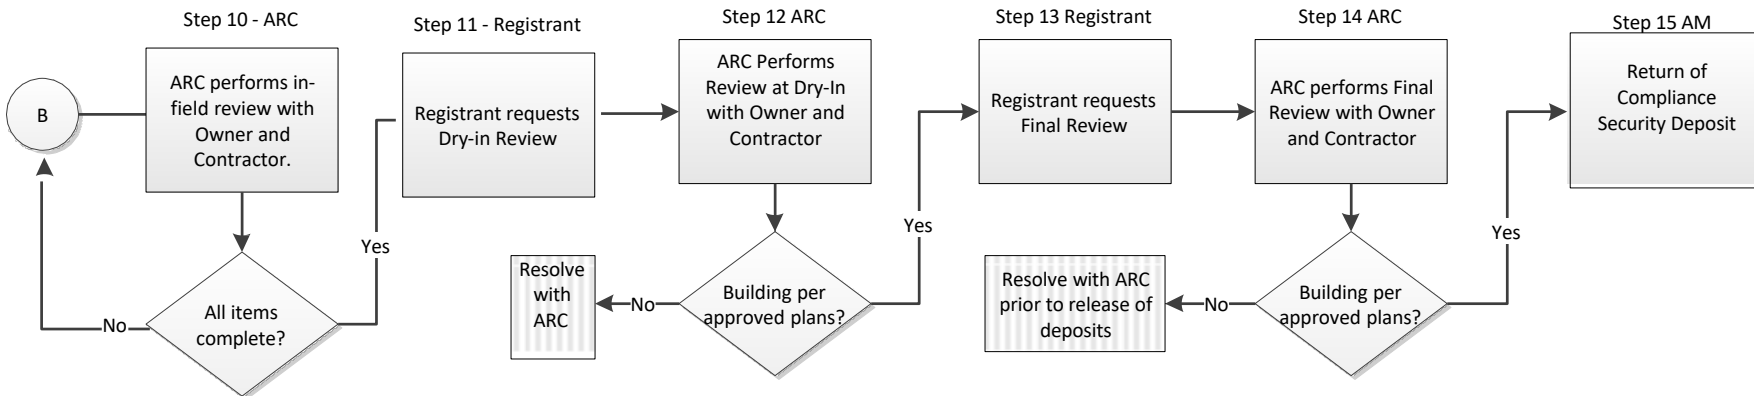 Step 10 - ARC
Step 11 - Registrant
Step 12 ARC
Step 13 Registrant
Step 14 ARC
Step 15 AM
B
ARC performs in-
field review with
Owner and
Contractor.
Registrant requests
Dry-in Review
ARC Performs
Review at Dry-In
with Owner and
Contractor
Registrant requests
Final Review
ARC performs Final
Review with Owner
and Contractor
Return of
Compliance
Security Deposit
No
All items
complete?
Yes
Resolve
with
ARC
No
Building per
approved plans?
Yes
Resolve with ARC
prior to release of
deposits
No
Building per
approved plans?
Yes